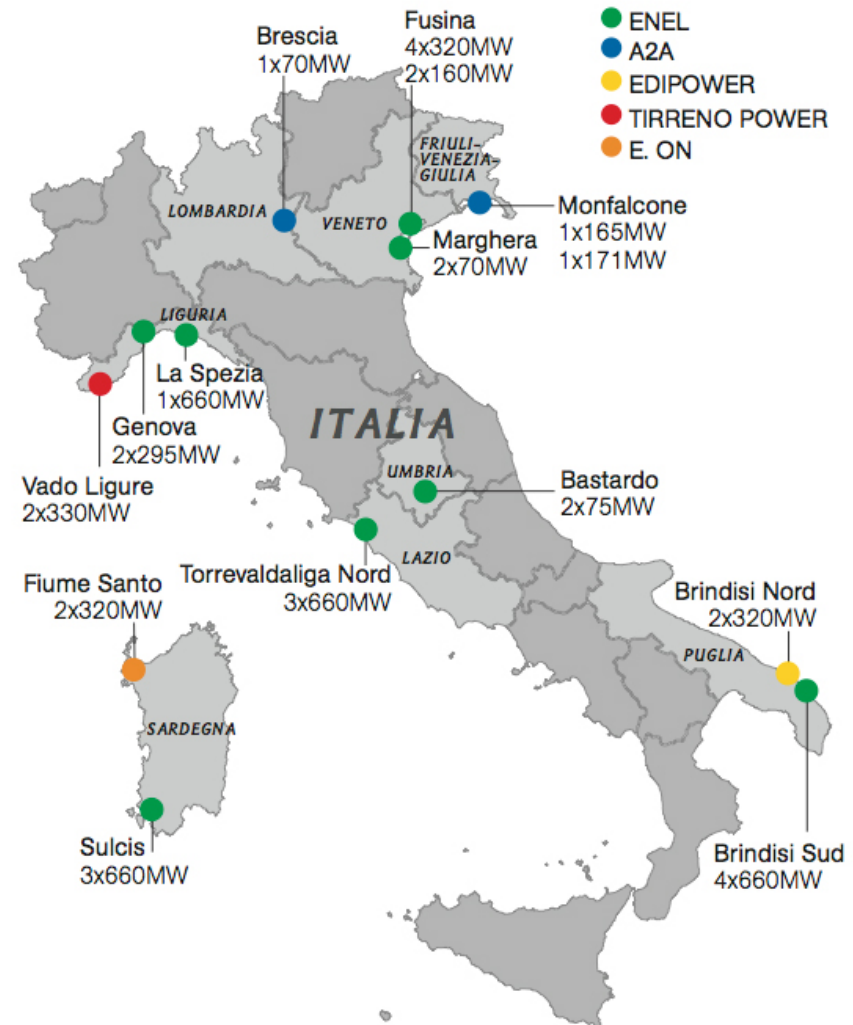 ENEL
A2A
EDIPOWER
TIRRENO POWER
E. ON
Brescia
1x70MW
Fusina
4x320MW
2x160MW
FRIULI-
VENEZIA-
GIULIA
LOMBARDIA
VENETO
Monfalcone
1x165MW
1x171MW
Marghera
2x70MW
LIGURIA
La Spezia
1x660MW
Genova
2x295MW
Vado Ligure
2x330MW
ITALIA
UMBRIA
Bastardo
2x75MW
LAZIO
Torrevaldaliga Nord
3x660MW
Fiume Santo
2x320MW
Brindisi Nord
2x320MW
PUGLIA
SARDEGNA
Sulcis
3x660MW
Brindisi Sud
4x660MW